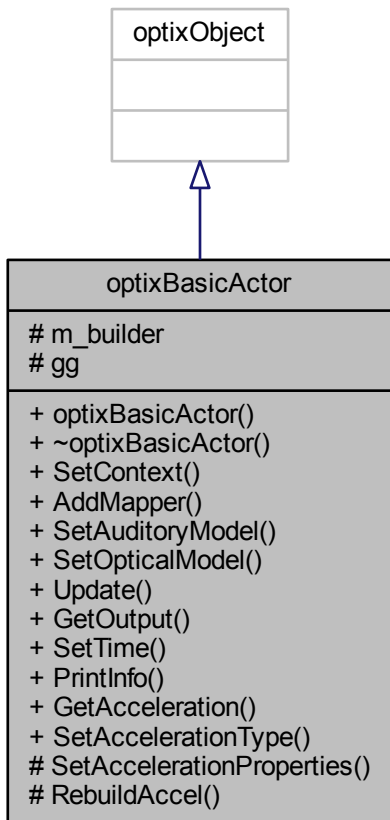 optixObject
optixBasicActor
# m_builder
# gg
+ optixBasicActor()
+ ~optixBasicActor()
+ SetContext()
+ AddMapper()
+ SetAuditoryModel()
+ SetOpticalModel()
+ Update()
+ GetOutput()
+ SetTime()
+ PrintInfo()
+ GetAcceleration()
+ SetAccelerationType()
# SetAccelerationProperties()
# RebuildAccel()